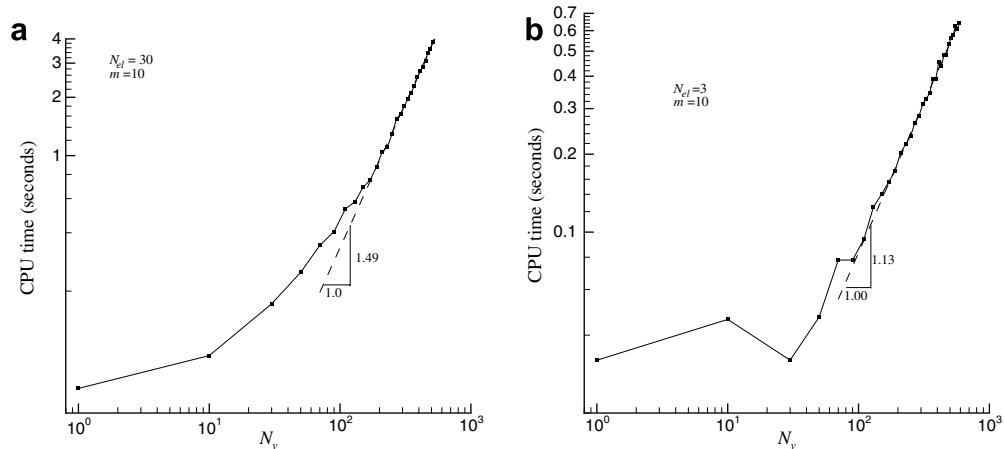 a
4
3
2
1
N_el = 30
m =10
CPU time (seconds)
1.49
1.0
10^0
10^1
10^2
10^3
N_v
b
0.7
0.6
0.5
0.4
0.3
0.2
0.1
N_el=3
m=10
CPU time (seconds)
1.13
1.00
10^0
10^1
10^2
10^3
N_v